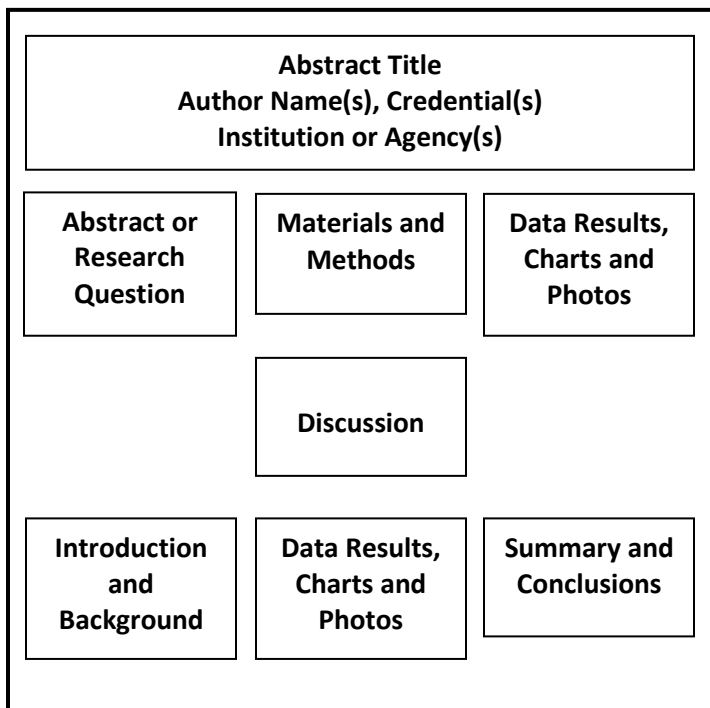 Abstract Title
Author Name(s), Credential(s)
Institution or Agency(s)
Abstract or
Research
Question
Materials and
Methods
Data Results,
Charts and
Photos
Discussion
Introduction
and
Background
Data Results,
Charts and
Photos
Summary and
Conclusions